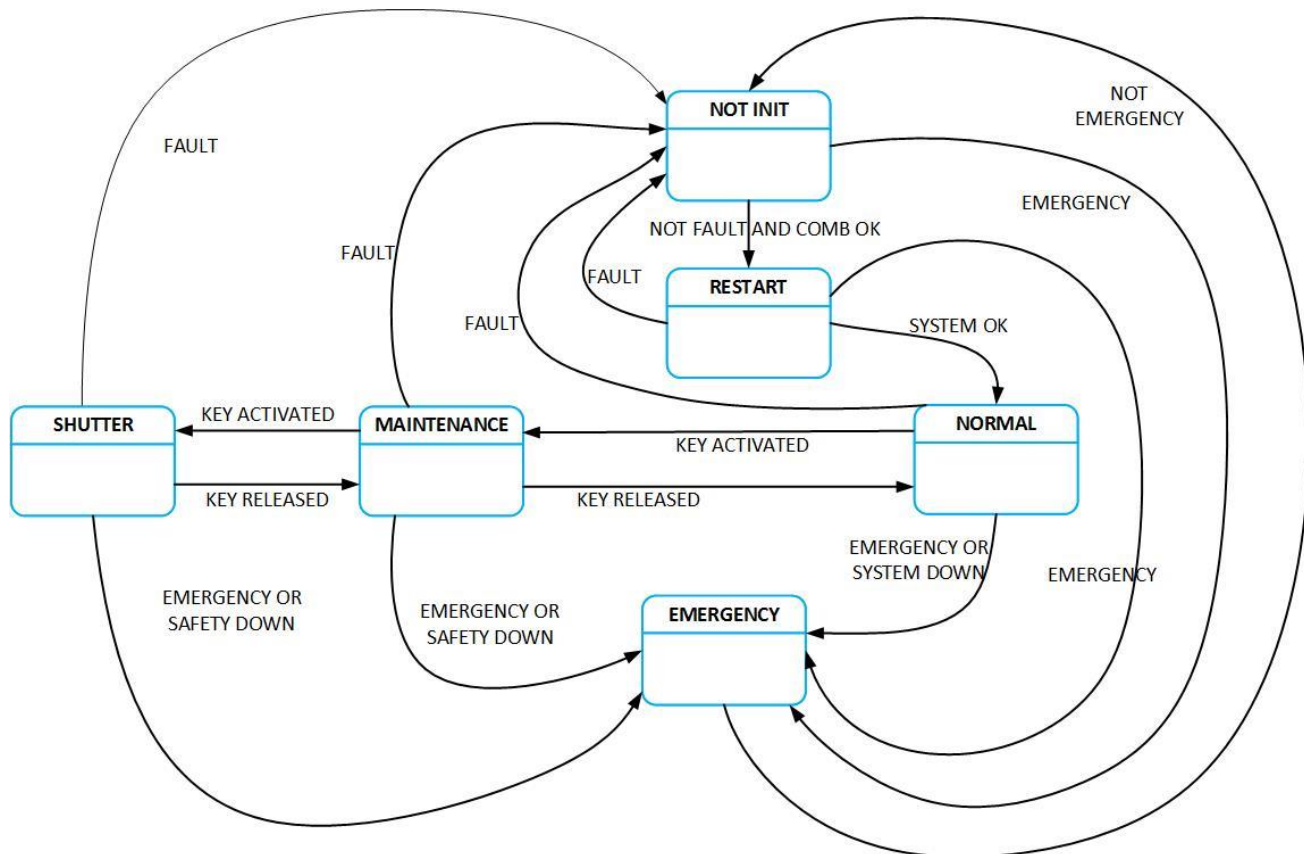 NOT INIT
NOT
EMERGENCY
FAULT
EMERGENCY
NOT FAULT AND COMB OK
FAULT
FAULT
RESTART
FAULT
SYSTEM OK
SHUTTER
KEY ACTIVATED
MAINTENANCE
KEY ACTIVATED
NORMAL
KEY RELEASED
KEY RELEASED
EMERGENCY OR
SYSTEM DOWN
EMERGENCY
EMERGENCY OR
SAFETY DOWN
EMERGENCY OR
SAFETY DOWN
EMERGENCY